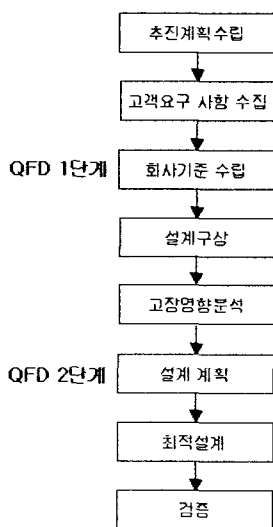 추진계획수립
고객요구 사항 수집
QFD 1단계
회사기준 수립
설계구상
고장영향분석
QFD 2단계
설계 계획
최적설계
검증